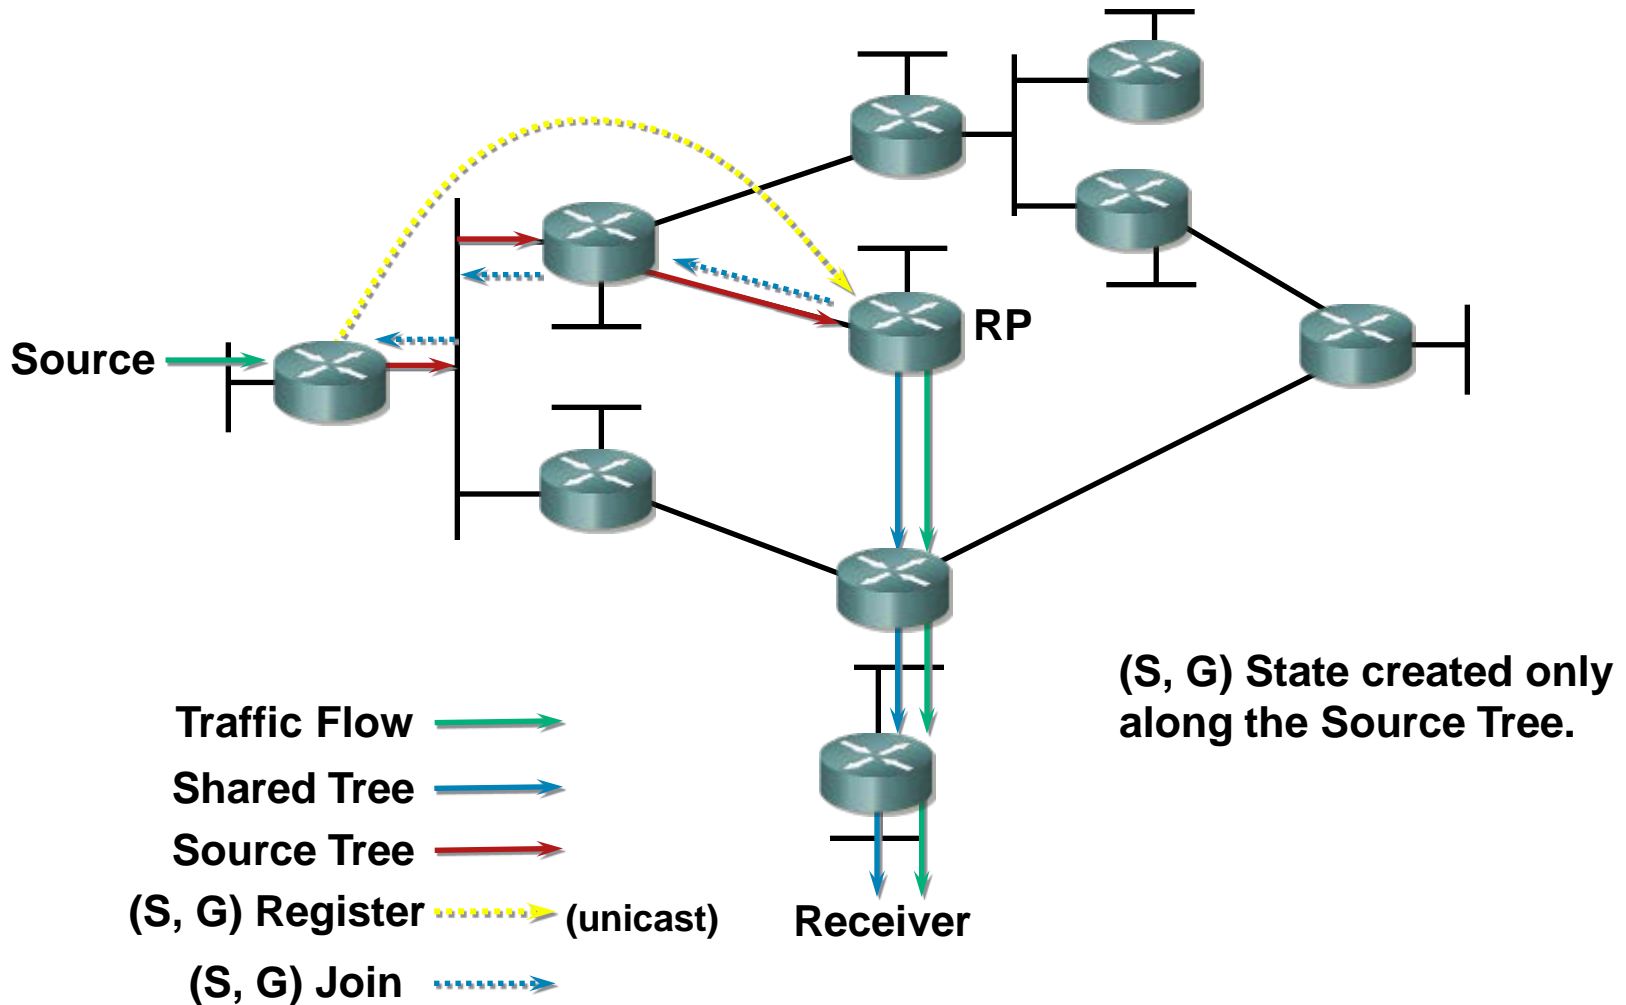 RP
Source
(S, G) State created only
along the Source Tree.
Traffic Flow
Shared Tree
Source Tree
(S, G) Register
(unicast)
Receiver
(S, G) Join